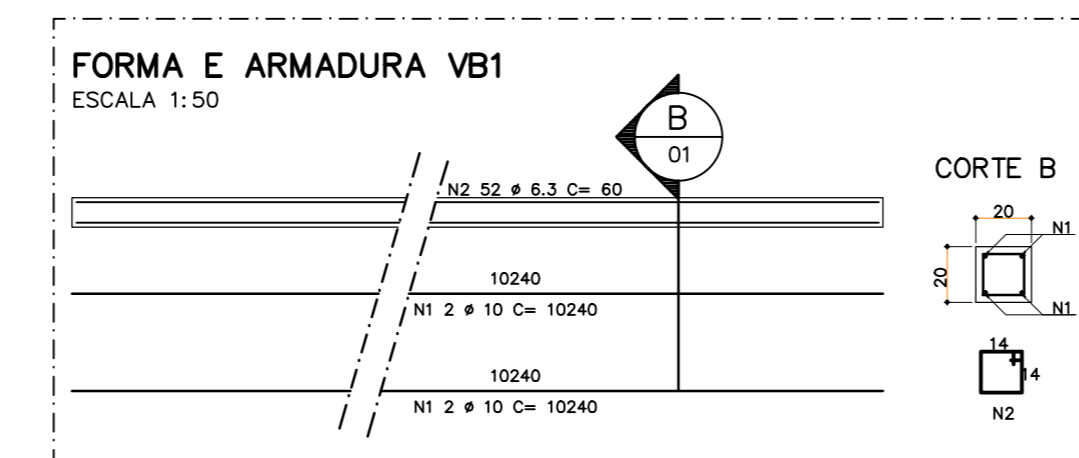 FORMA E ARMADURA VB1
ESCALA 1:50
B
01
N2 52 ø 6.3 C= 60
10240
N1 2 ø 10 C= 10240
10240
N1 2 ø 10 C= 10240
CORTE B
20
N1
20
N1
14
14
N2